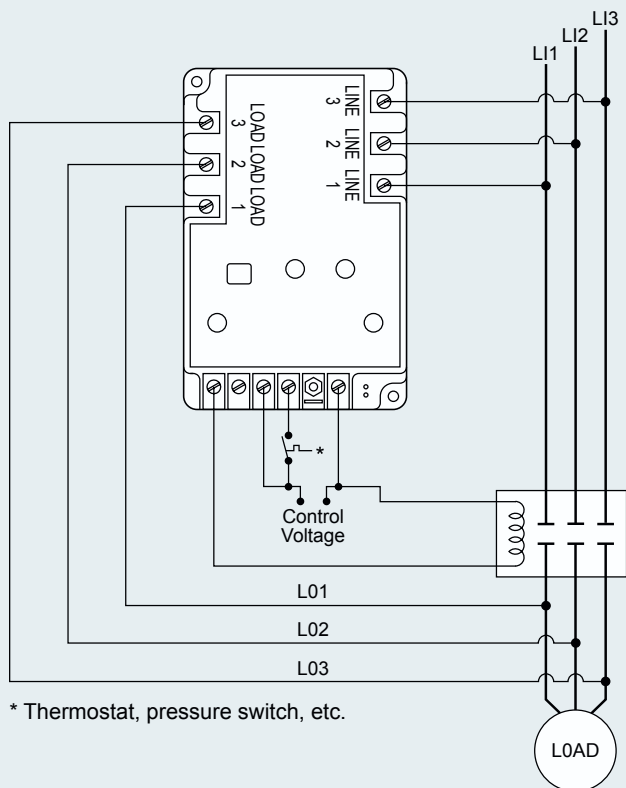 LI3
LI2
LI1
LINE 3
LINE 2
LINE 1
LOAD 3
LOAD 2
LOAD 1
*
Control
Voltage
L01
L02
L03
* Thermostat, pressure switch, etc.
L0AD